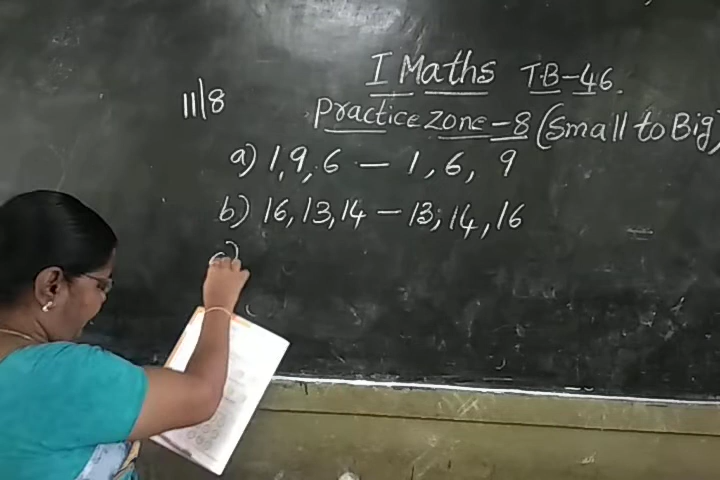 I Maths TB-46.
11/8
Practice zone-8 (Small to Big)
a) 1,9,6 – 1,6,9
b) 16,13,14 – 13,14,16
c)